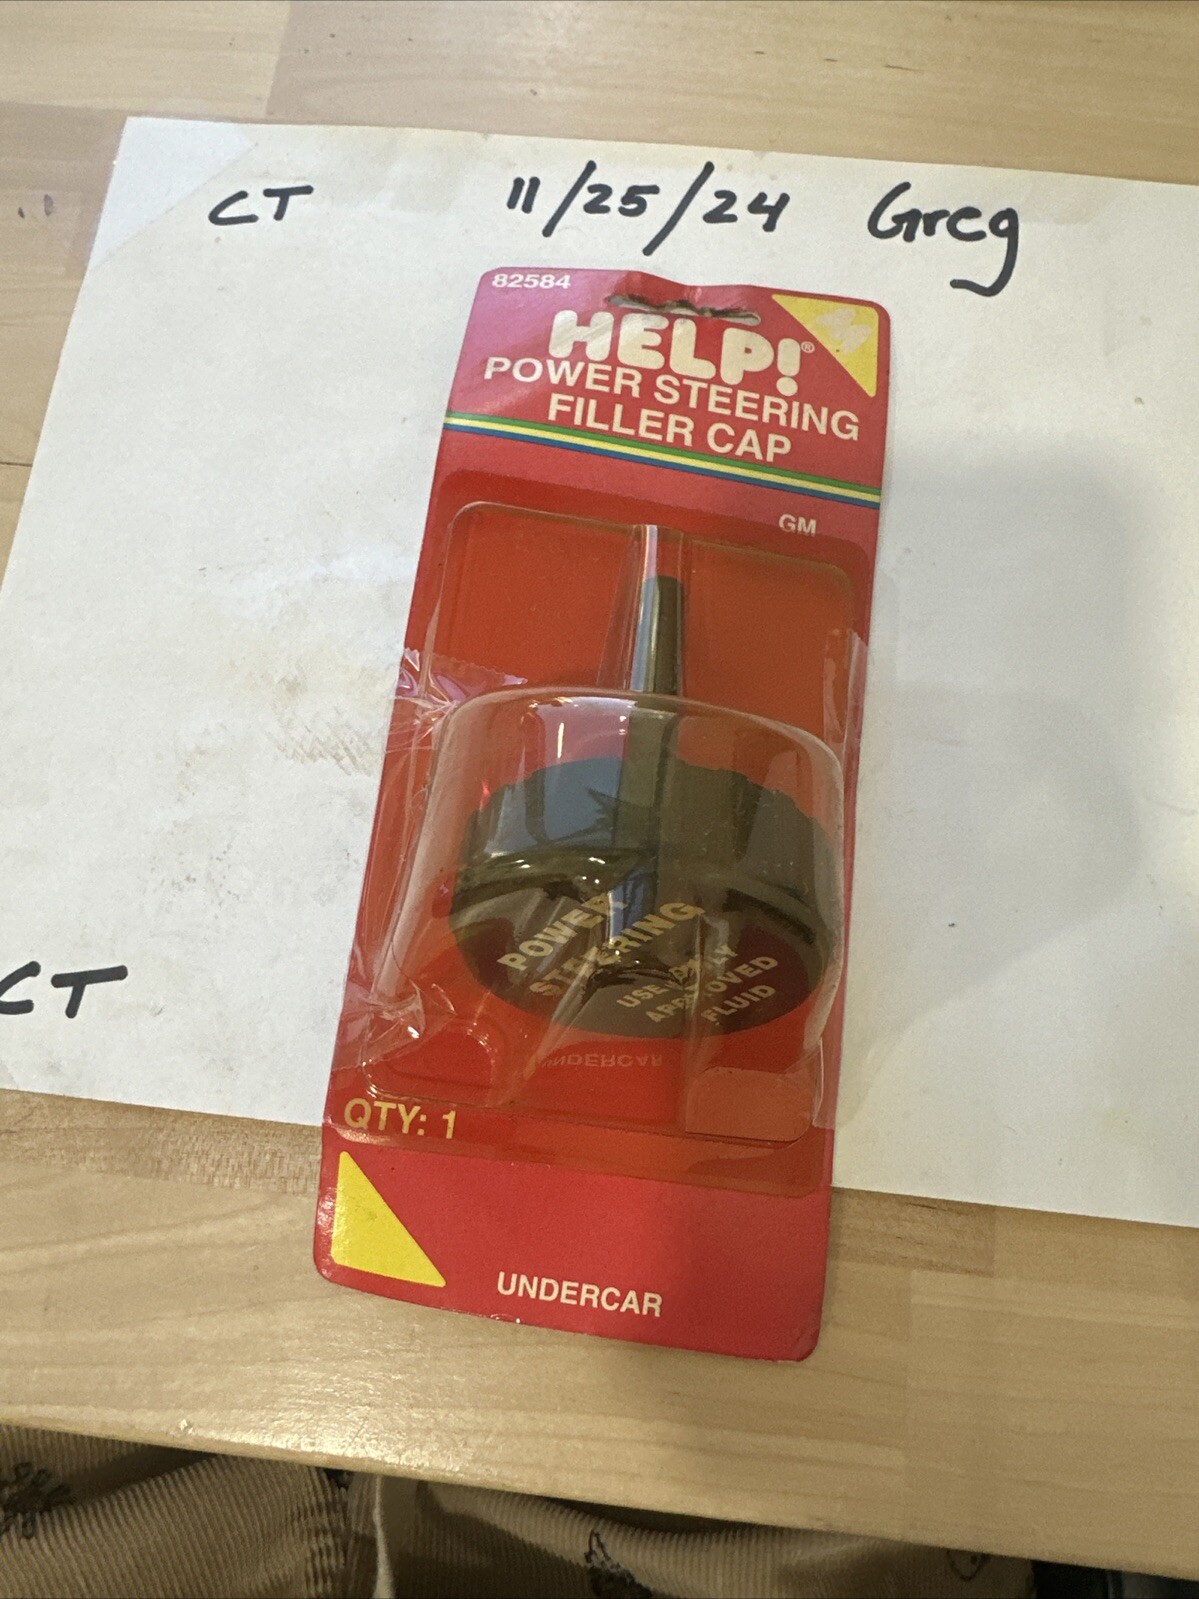 CT 11/25/24 Greg
82584
HELP!®
POWER STEERING
FILLER CAP
GM
POWER
STEERING
USE ONLY
APPROVED
FLUID
UNDERCAR
CT
QTY: 1
UNDERCAR